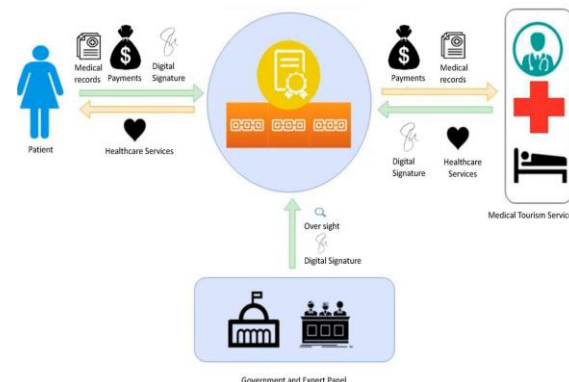 Medical
records
Payments
Digital
Signature
Payments
Medical
records
Patient
Healthcare Services
Digital
Signature
Healthcare
Services
Medical Tourism Service
Over sight
Digital Signature
Government and Expert Panel